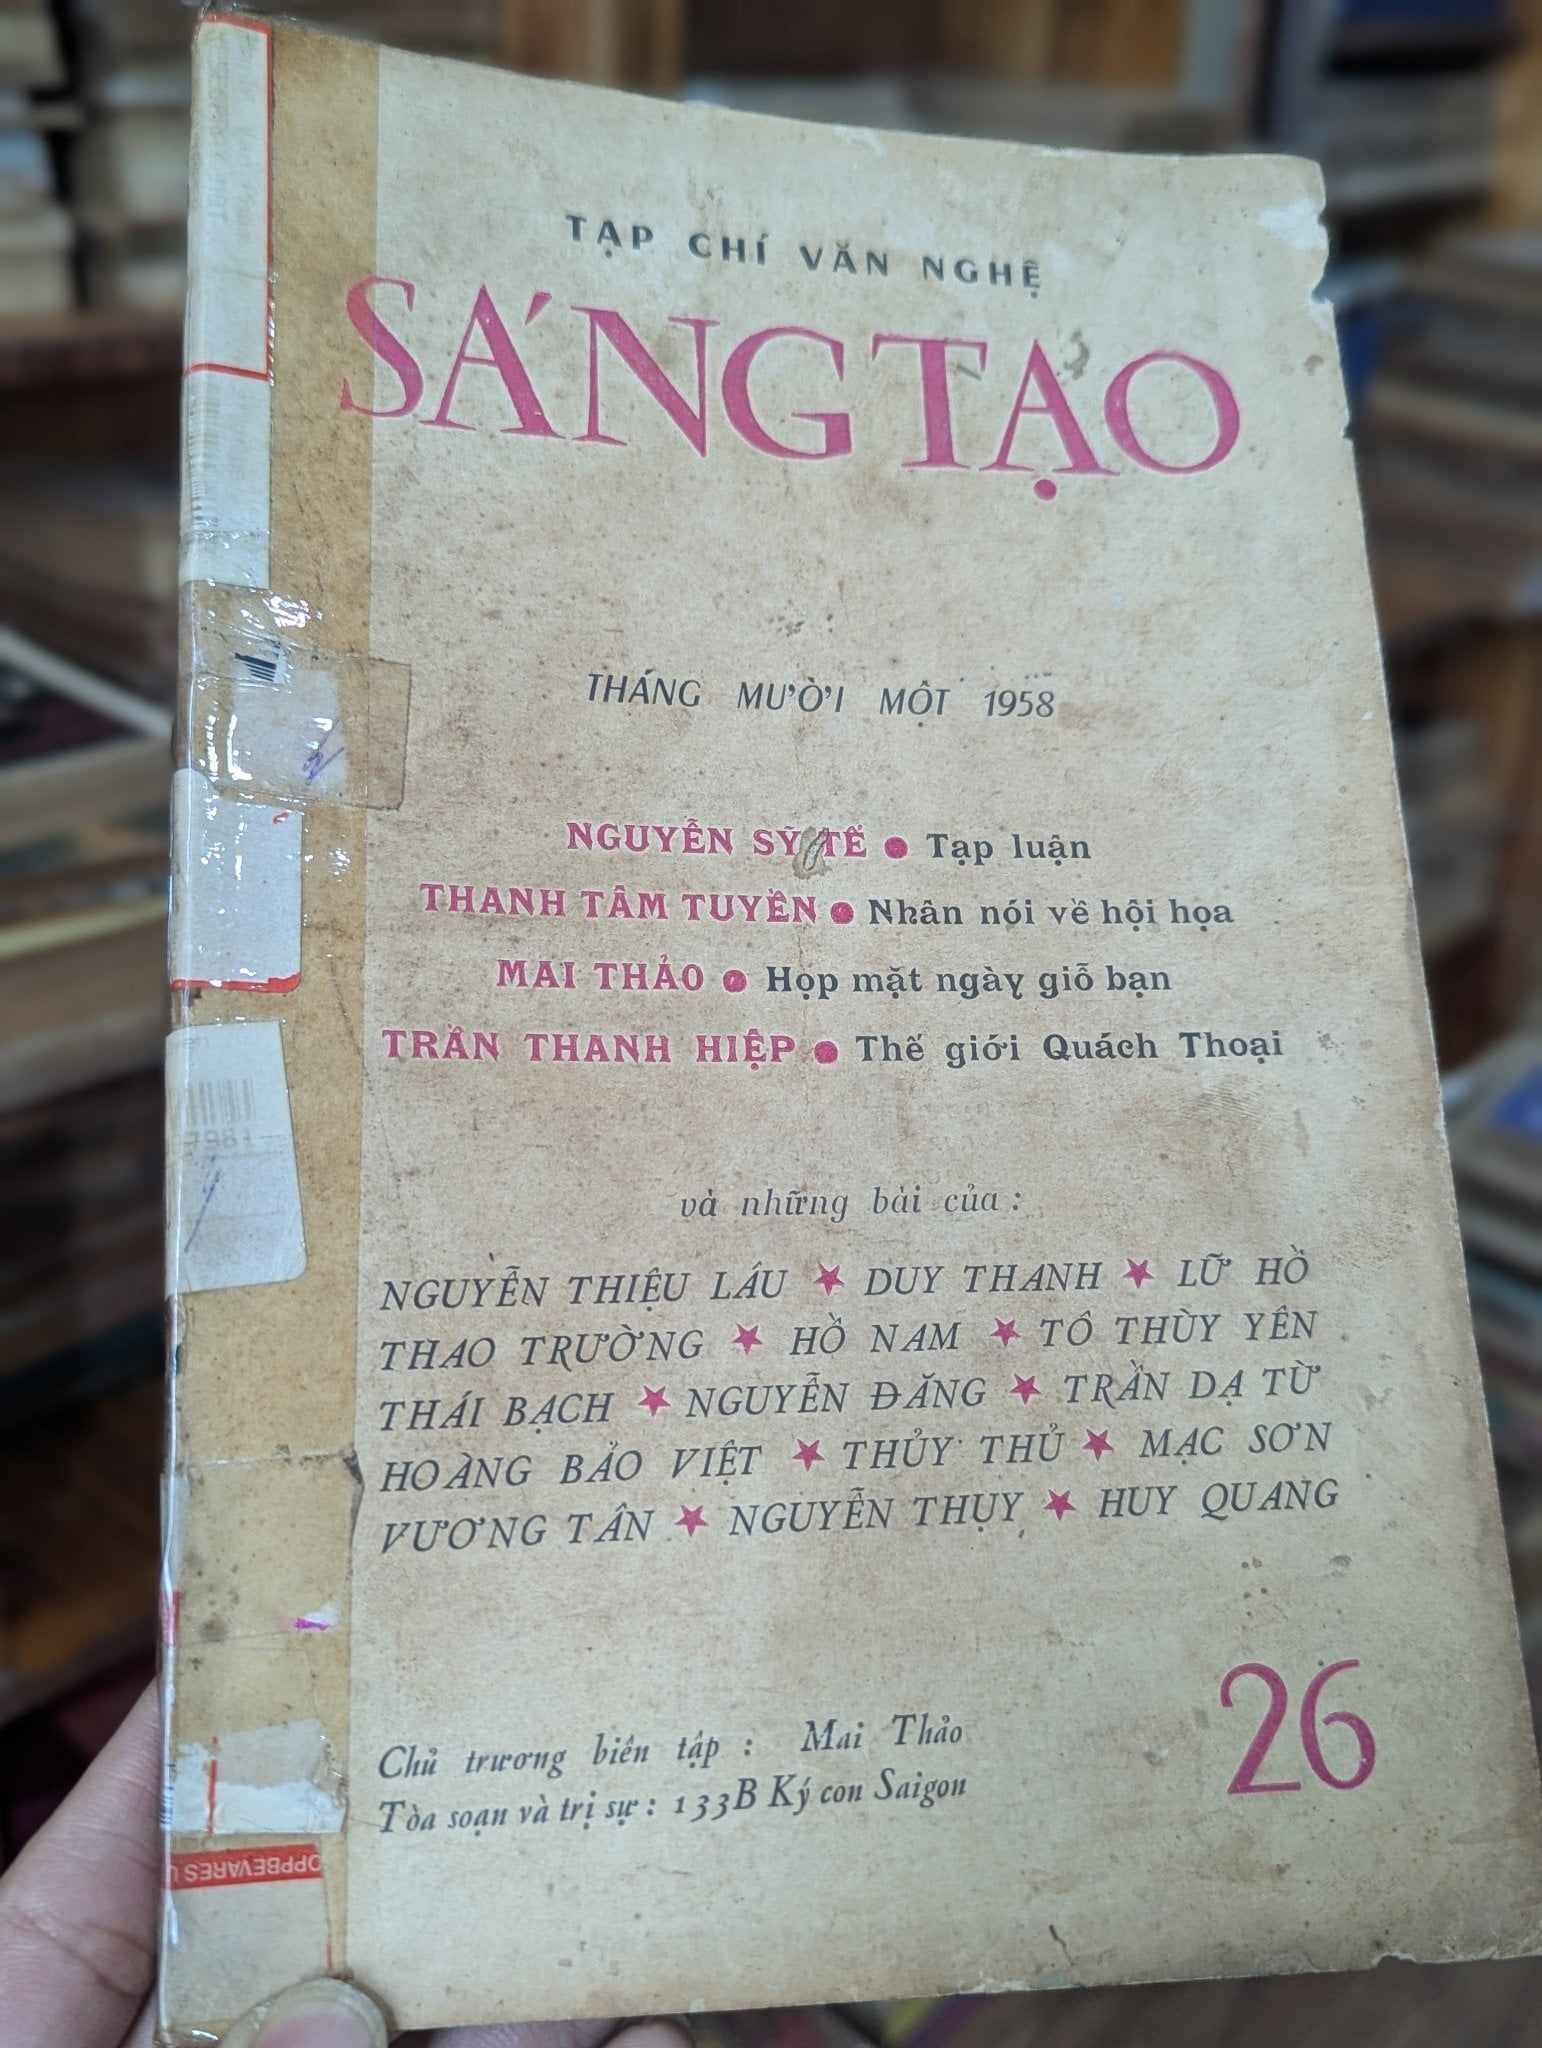 TẠP CHÍ VĂN NGHỆ
SÁNG TẠO
THÁNG MƯỜI MỘT 1958
NGUYỄN SỸ TẾ ● Tạp luận
THANH TÂM TUYỀN ● Nhân nói về hội họa
MAI THẢO ● Họp mặt ngày giỗ bạn
TRẦN THANH HIỆP ● Thế giới Quách Thoại
và những bài của :
NGUYỄN THIỆU LÂU ★ DUY THANH ★ LỮ HỒ
THAO TRƯỜNG ★ HỒ NAM ★ TÔ THÙY YÊN
THÁI BẠCH ★ NGUYỄN ĐĂNG ★ TRẦN DẠ TỪ
HOÀNG BẢO VIỆT ★ THỦY THỦ ★ MẠC SƠN
VƯƠNG TÂN ★ NGUYỄN THỤY ★ HUY QUANG
26
Chủ trương biên tập : Mai Thảo
Tòa soạn và trị sự : 133B Ký con Saigon
OPPBEVARES